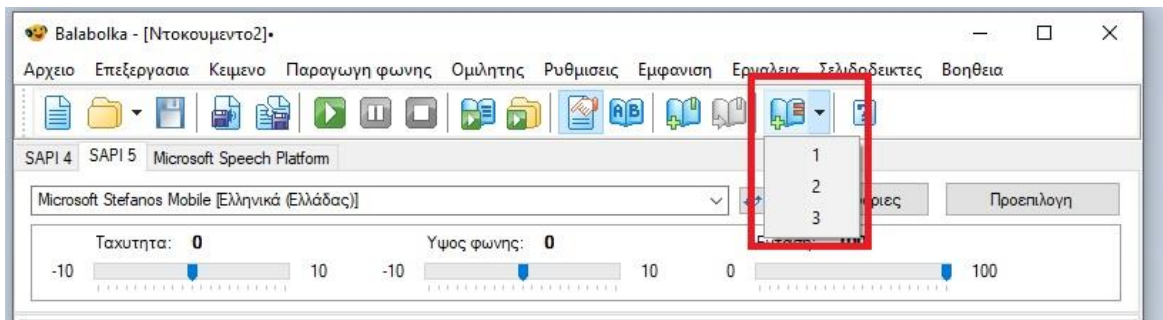 Balabolka - [Ντοκουμεντο2]•
Αρχειο Επεξεργασια Κειμενο Παραγωγη φωνης Ομιλητης Ρυθμισεις Εμφανιση Εργαλεια Σελιδοδεικτες Βοηθεια
SAPI 4 SAPI 5 Microsoft Speech Platform
1
2
3
Microsoft Stefanos Mobile [Ελληνικά (Ελλάδας)] Προεπιλογη
Ταχυτητα: 0 Υψος φωνης: 0
-10 10 -10 10 0 100